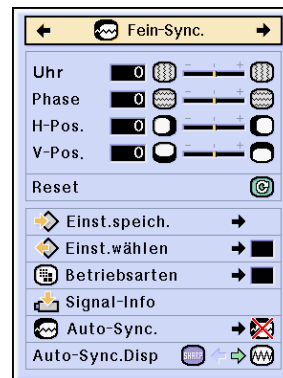 Fein-Sync.
Uhr 0 - +
Phase 0 - +
H-Pos. 0 - +
V-Pos. 0 - +
Reset
Einst.speich.
Einst.wählen
Betriebsarten
Signal-Info
Auto-Sync.
Auto-Sync.Disp SHARP